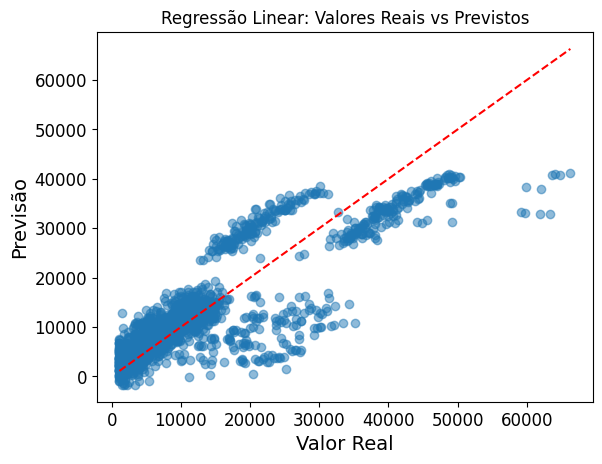 Regressão Linear: Valores Reais vs Previstos
60000
50000
40000
30000
20000
10000
0
Previsão
0 10000 20000 30000 40000 50000 60000
Valor Real